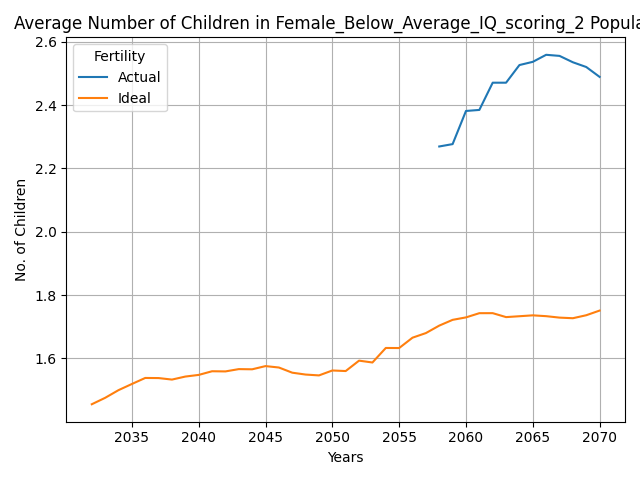 Average Number of Children in Female_Below_Average_IQ_scoring_2 Popula
Fertility
Actual
Ideal
No. of Children
2.6
2.4
2.2
2.0
1.8
1.6
2035 2040 2045 2050 2055 2060 2065 2070
Years